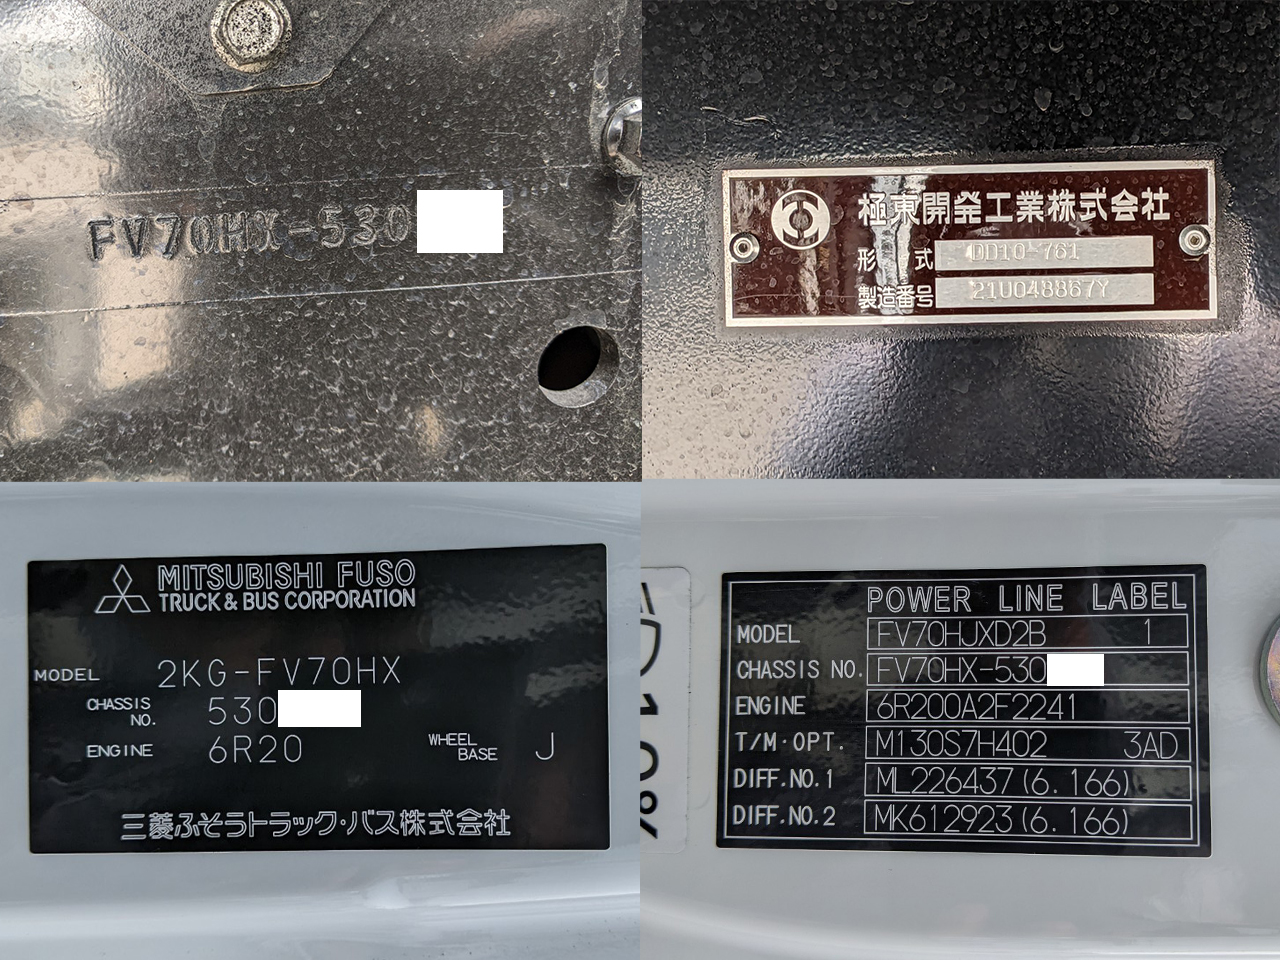 FV70HX-530
極東開発工業株式会社
形 式 DD10-761
製造番号 21U048867Y
MITSUBISHI FUSO
TRUCK & BUS CORPORATION
MODEL 2KG-FV70HX
CHASSIS NO. 530
ENGINE 6R20 WHEEL BASE J
三菱ふそうトラック・バス株式会社
POWER LINE LABEL
MODEL FV70HJXD2B 1
CHASSIS NO. FV70HX-530
ENGINE 6R200A2F2241
T/M・OPT. M130S7H402 3AD
DIFF.NO.1 ML226437(6.166)
DIFF.NO.2 MK612923(6.166)